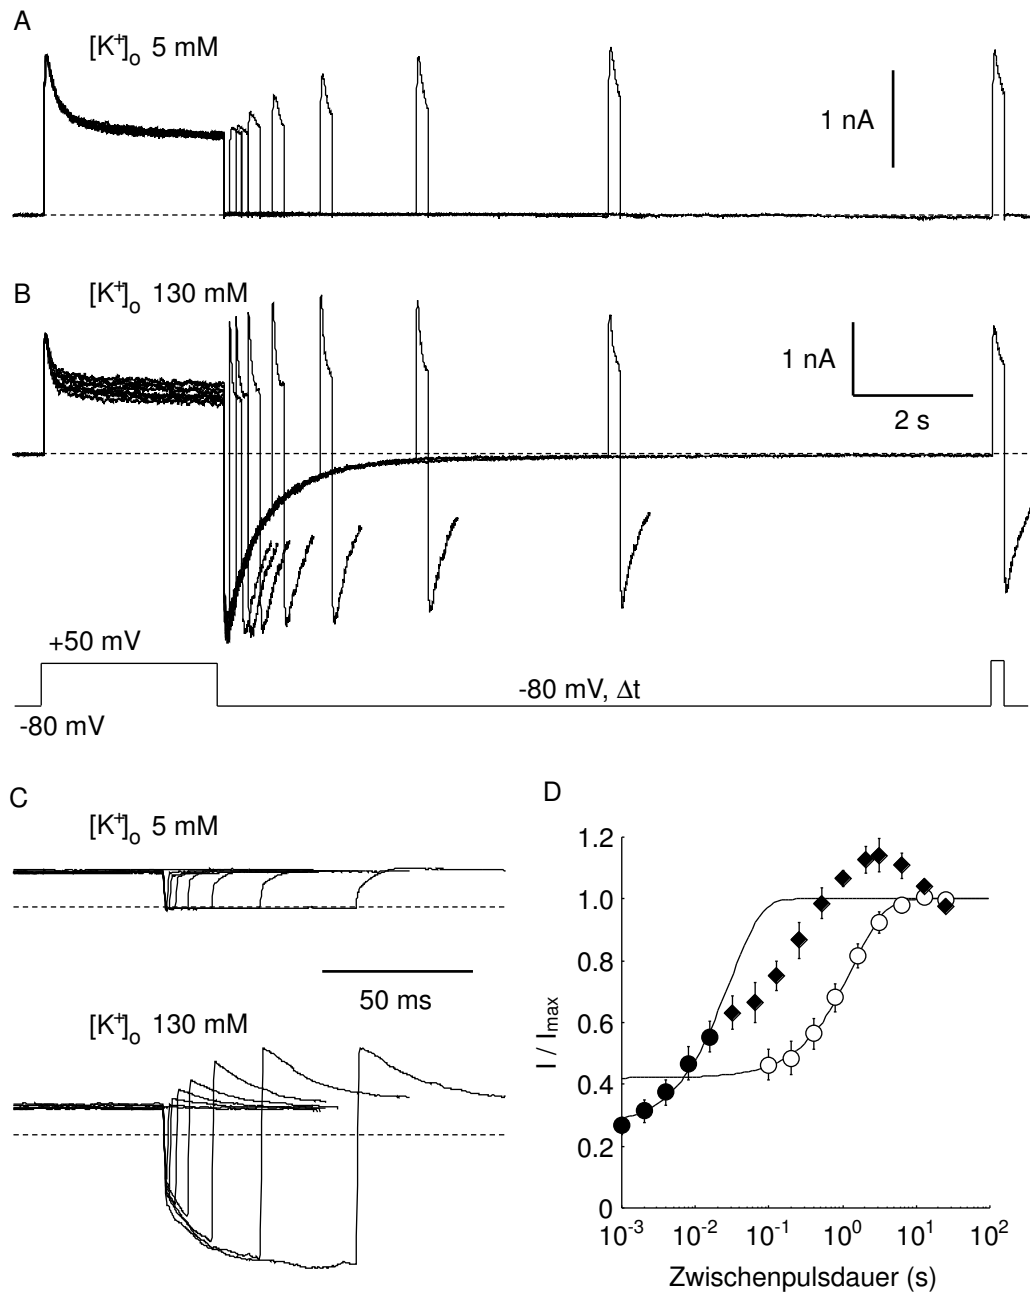 A
[K⁺]ₒ 5 mM
1 nA
B
[K⁺]ₒ 130 mM
1 nA
2 s
+50 mV
-80 mV, Δt
-80 mV
C
[K⁺]ₒ 5 mM
50 ms
[K⁺]ₒ 130 mM
D
1.2
1.0
0.8
0.6
0.4
0.2
0
I / Iₘₐₓ
10⁻³ 10⁻² 10⁻¹ 10⁰ 10¹ 10²
Zwischenpulsdauer (s)